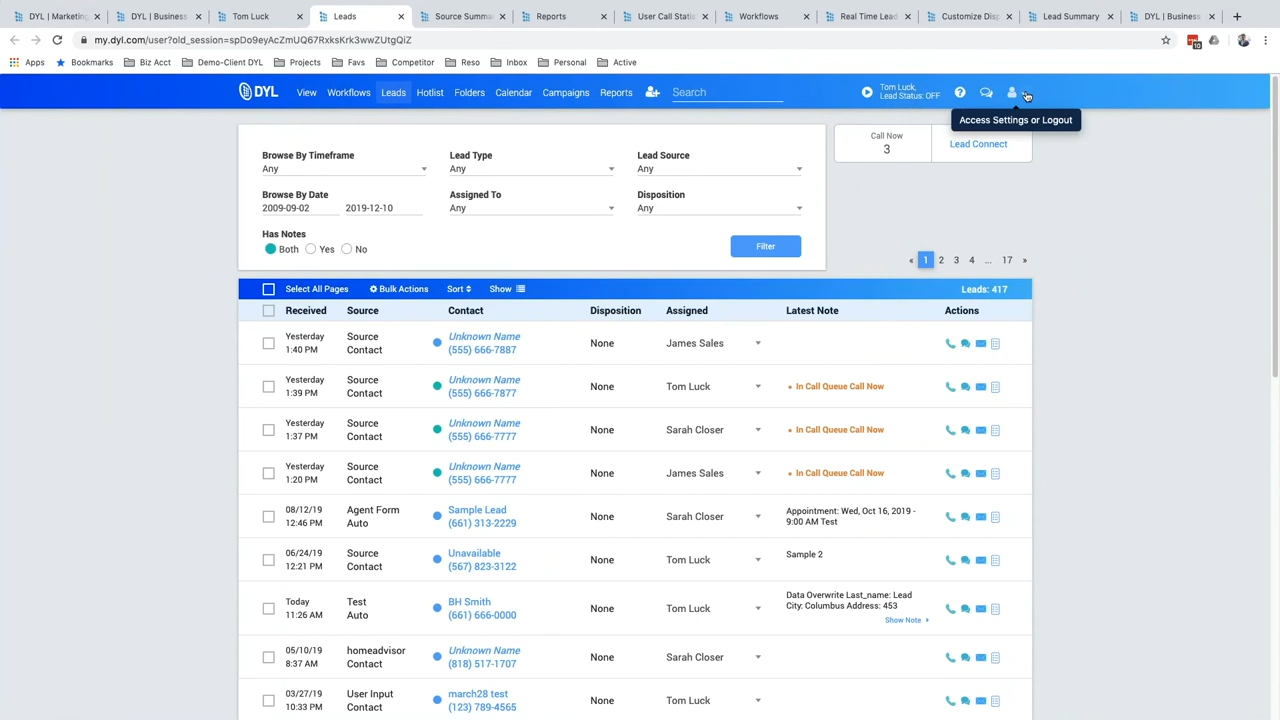 DYL | Marketing
DYL | Business
Tom Luck
Leads
Source Summa
Reports
User Call Statis
Workflows
Real Time Lead
Customize Disp
Lead Summary
DYL | Business
my.dyl.com/user?old_session=spDo9eyAcZmUQ67RxksKrk3wwZUtgQiZ
10
Apps Bookmarks Biz Acct Demo-Client DYL Projects Favs Competitor Reso Inbox Personal Active
DYL View Workflows Leads Hotlist Folders Calendar Campaigns Reports Search
Tom Luck,
Lead Status: OFF
Access Settings or Logout
Browse By Timeframe Lead Type Lead Source
Any Any Any
Browse By Date Assigned To Disposition
2009-09-02 2019-12-10 Any Any
Has Notes
Both Yes No
Filter
Call Now
3
Lead Connect
« 1 2 3 4 ... 17 »
Select All Pages Bulk Actions Sort Show Leads: 417
Received Source Contact Disposition Assigned Latest Note Actions
Yesterday Source Unknown Name
1:40 PM Contact (555) 666-7887 None James Sales
Yesterday Source Unknown Name
1:39 PM Contact (555) 666-7877 None Tom Luck • In Call Queue Call Now
Yesterday Source Unknown Name
1:37 PM Contact (555) 666-7777 None Sarah Closer • In Call Queue Call Now
Yesterday Source Unknown Name
1:20 PM Contact (555) 666-7777 None James Sales • In Call Queue Call Now
08/12/19 Agent Form Sample Lead None Sarah Closer Appointment: Wed, Oct 16, 2019 -
12:46 PM Auto (661) 313-2229 9:00 AM Test
06/24/19 Source Unavailable None Tom Luck Sample 2
12:21 PM Contact (567) 823-3122
Today Test BH Smith None Tom Luck Data Overwrite Last_name: Lead
11:26 AM Auto (661) 666-0000 City: Columbus Address: 453
Show Note
05/10/19 homeadvisor Unknown Name None Sarah Closer
8:37 AM Contact (818) 517-1707
03/27/19 User Input march28 test None Tom Luck
10:33 PM Contact (123) 789-4565